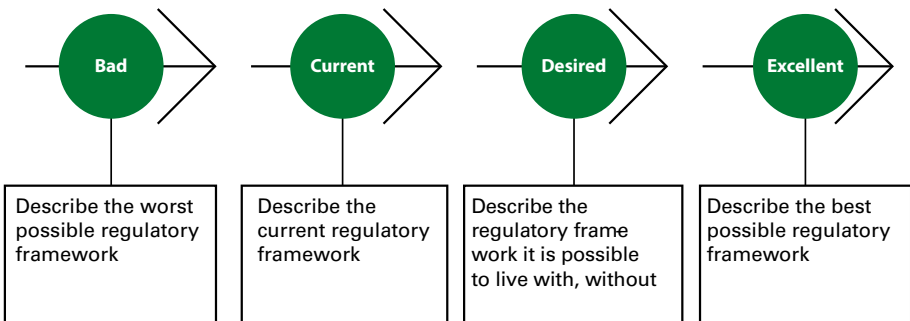 Bad
Current
Desired
Excellent
Describe the worst
possible regulatory
framework
Describe the
current regulatory
framework
Describe the
regulatory frame-
work it is possible
to live with, without
Describe the best
possible regulatory
framework